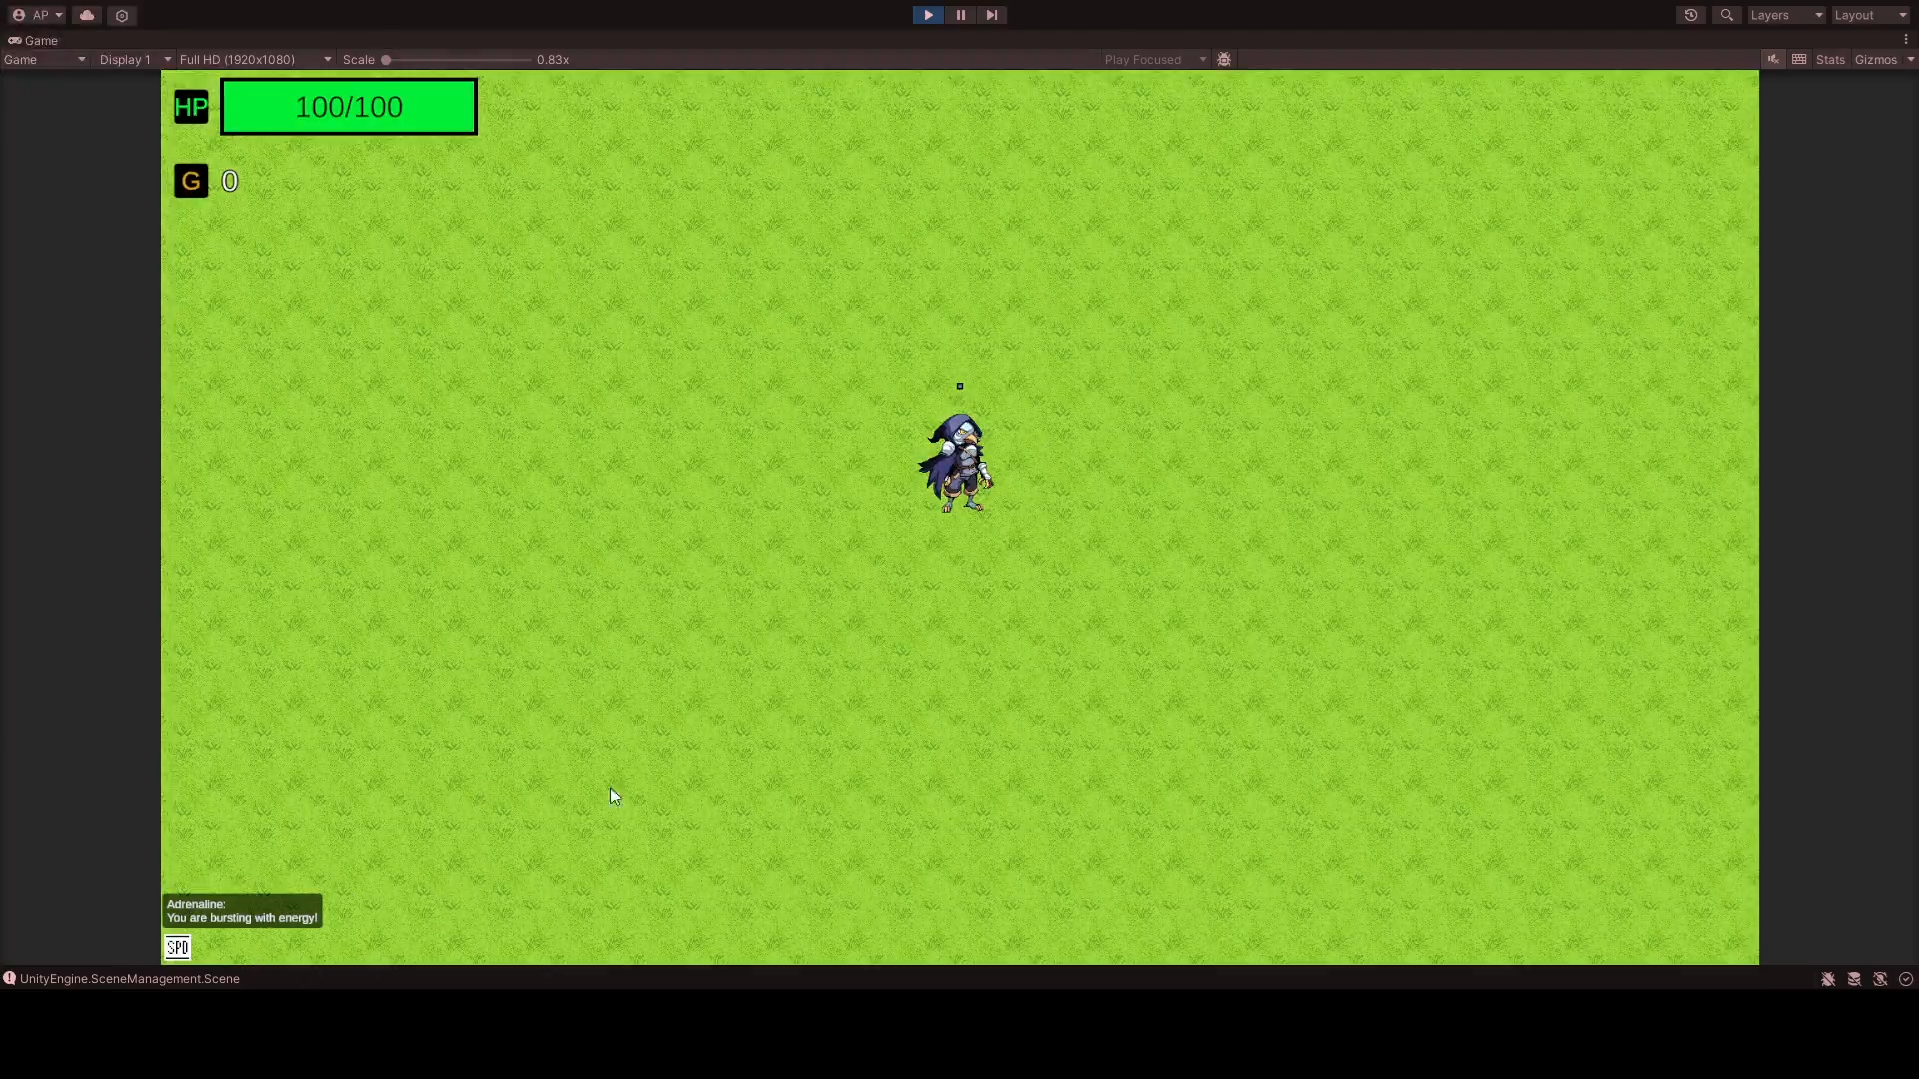 AP
Layers
Layout
Game
Game
Display 1
Full HD (1920x1080)
Scale
0.83x
Play Focused
Stats
Gizmos
HP
100/100
G
0
Adrenaline:
You are bursting with energy!
SPD
UnityEngine.SceneManagement.Scene